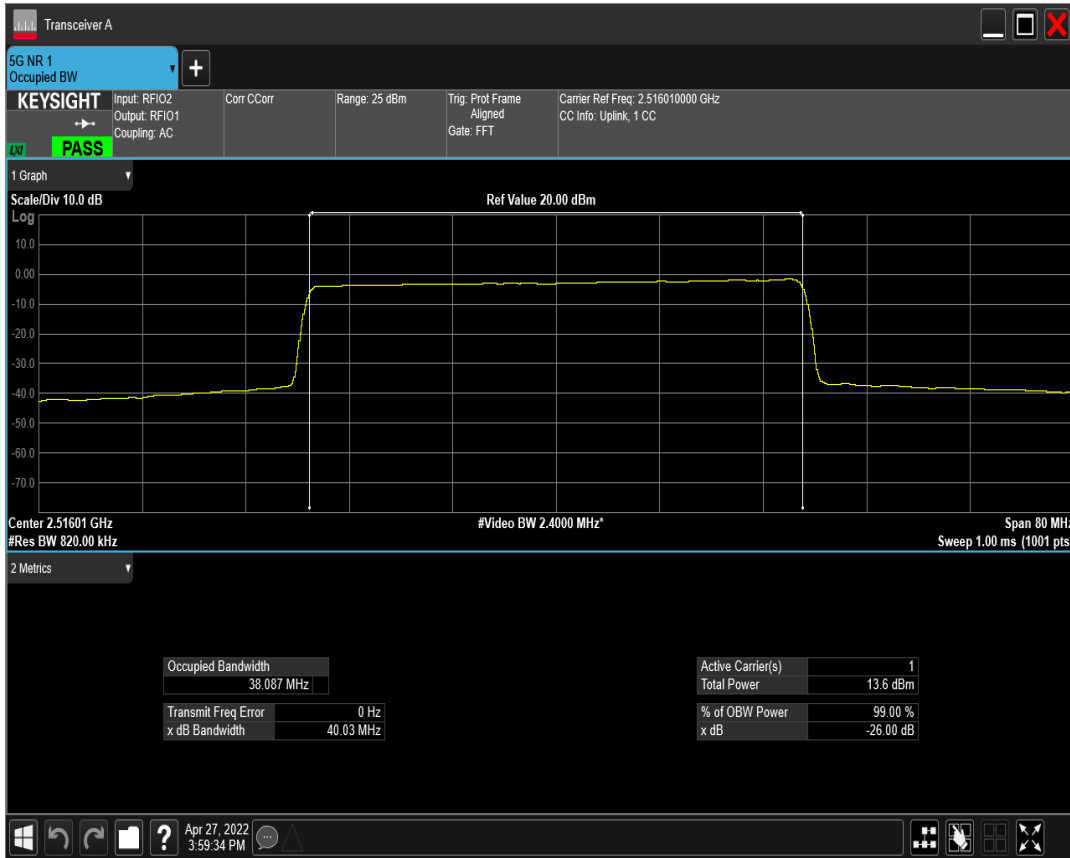 Transceiver A
5G NR 1
Occupied BW
KEYSIGHT
LXI
PASS
Input: RFIO2
Output: RFIO1
Coupling: AC
Corr CCorr
Range: 25 dBm
Trig: Prot Frame
Aligned
Gate: FFT
Carrier Ref Freq: 2.516010000 GHz
CC Info: Uplink, 1 CC
1 Graph
Scale/Div 10.0 dB
Ref Value 20.00 dBm
Log
10.0
0.00
-10.0
-20.0
-30.0
-40.0
-50.0
-60.0
-70.0
Center 2.51601 GHz
#Video BW 2.4000 MHz*
Span 80 MHz
#Res BW 820.00 kHz
Sweep 1.00 ms (1001 pts
2 Metrics
Occupied Bandwidth
38.087 MHz
Transmit Freq Error 0 Hz
x dB Bandwidth 40.03 MHz
Active Carrier(s) 1
Total Power 13.6 dBm
% of OBW Power 99.00 %
x dB -26.00 dB
?
Apr 27, 2022
3:59:34 PM